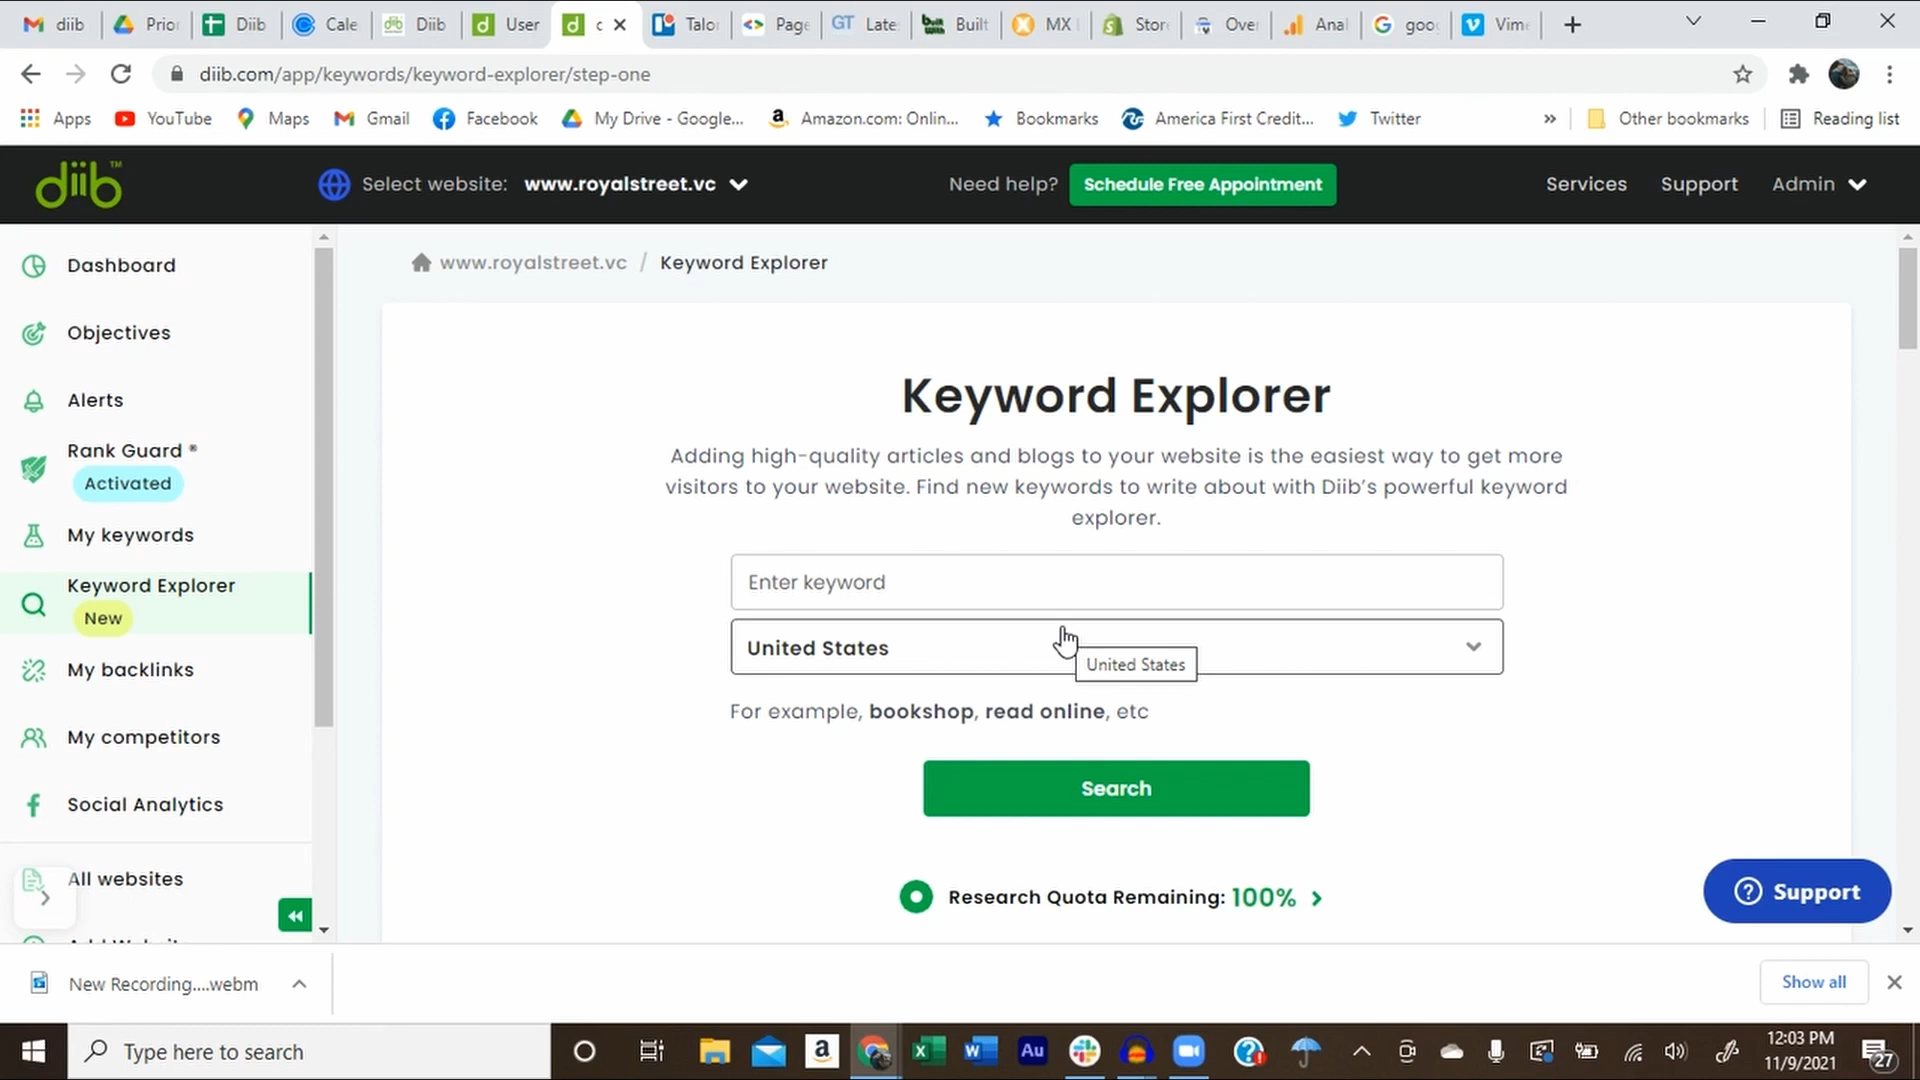 diib
Prior
Diib
Cale
Diib
User
c
Talor
Page
GT
Late
Built
MX
Stor
Over
Anal
goog
Vime
diib.com/app/keywords/keyword-explorer/step-one
Apps
YouTube
Maps
Gmail
Facebook
My Drive - Google...
Amazon.com: Onlin...
Bookmarks
America First Credit...
Twitter
»
Other bookmarks
Reading list
diib™
Select website: www.royalstreet.vc
Need help?
Schedule Free Appointment
Services
Support
Admin
Dashboard
Objectives
Alerts
Rank Guard ®
Activated
My keywords
Keyword Explorer
New
My backlinks
My competitors
Social Analytics
All websites
www.royalstreet.vc / Keyword Explorer
Keyword Explorer
Adding high-quality articles and blogs to your website is the easiest way to get more
visitors to your website. Find new keywords to write about with Diib's powerful keyword
explorer.
Enter keyword
United States
United States
For example, bookshop, read online, etc
Search
Research Quota Remaining: 100%
Support
New Recording....webm
Show all
Type here to search
Au
12:03 PM
11/9/2021
27